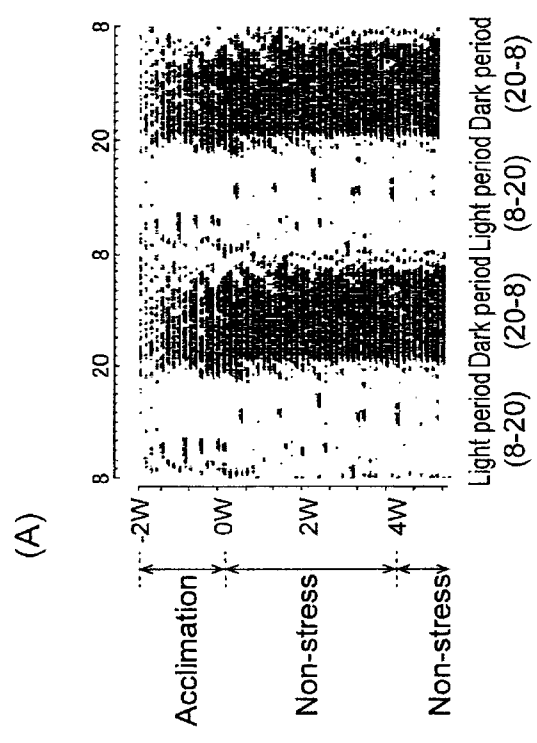 (A)
8 20 8 20 8
-2W
0W
2W
4W
Acclimation
Non-stress
Non-stress
Light period Dark period Light period Dark period
(8-20) (20-8) (8-20) (20-8)